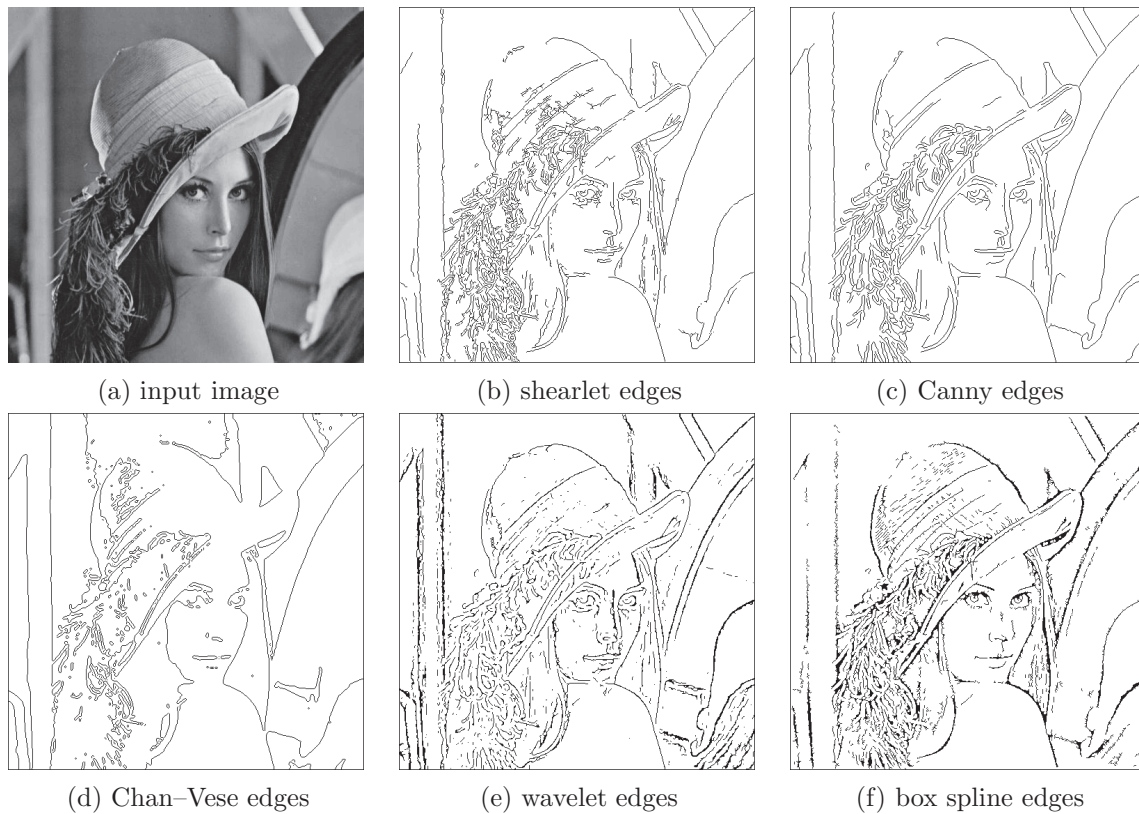 (a) input image
(b) shearlet edges
(c) Canny edges
(d) Chan–Vese edges
(e) wavelet edges
(f) box spline edges